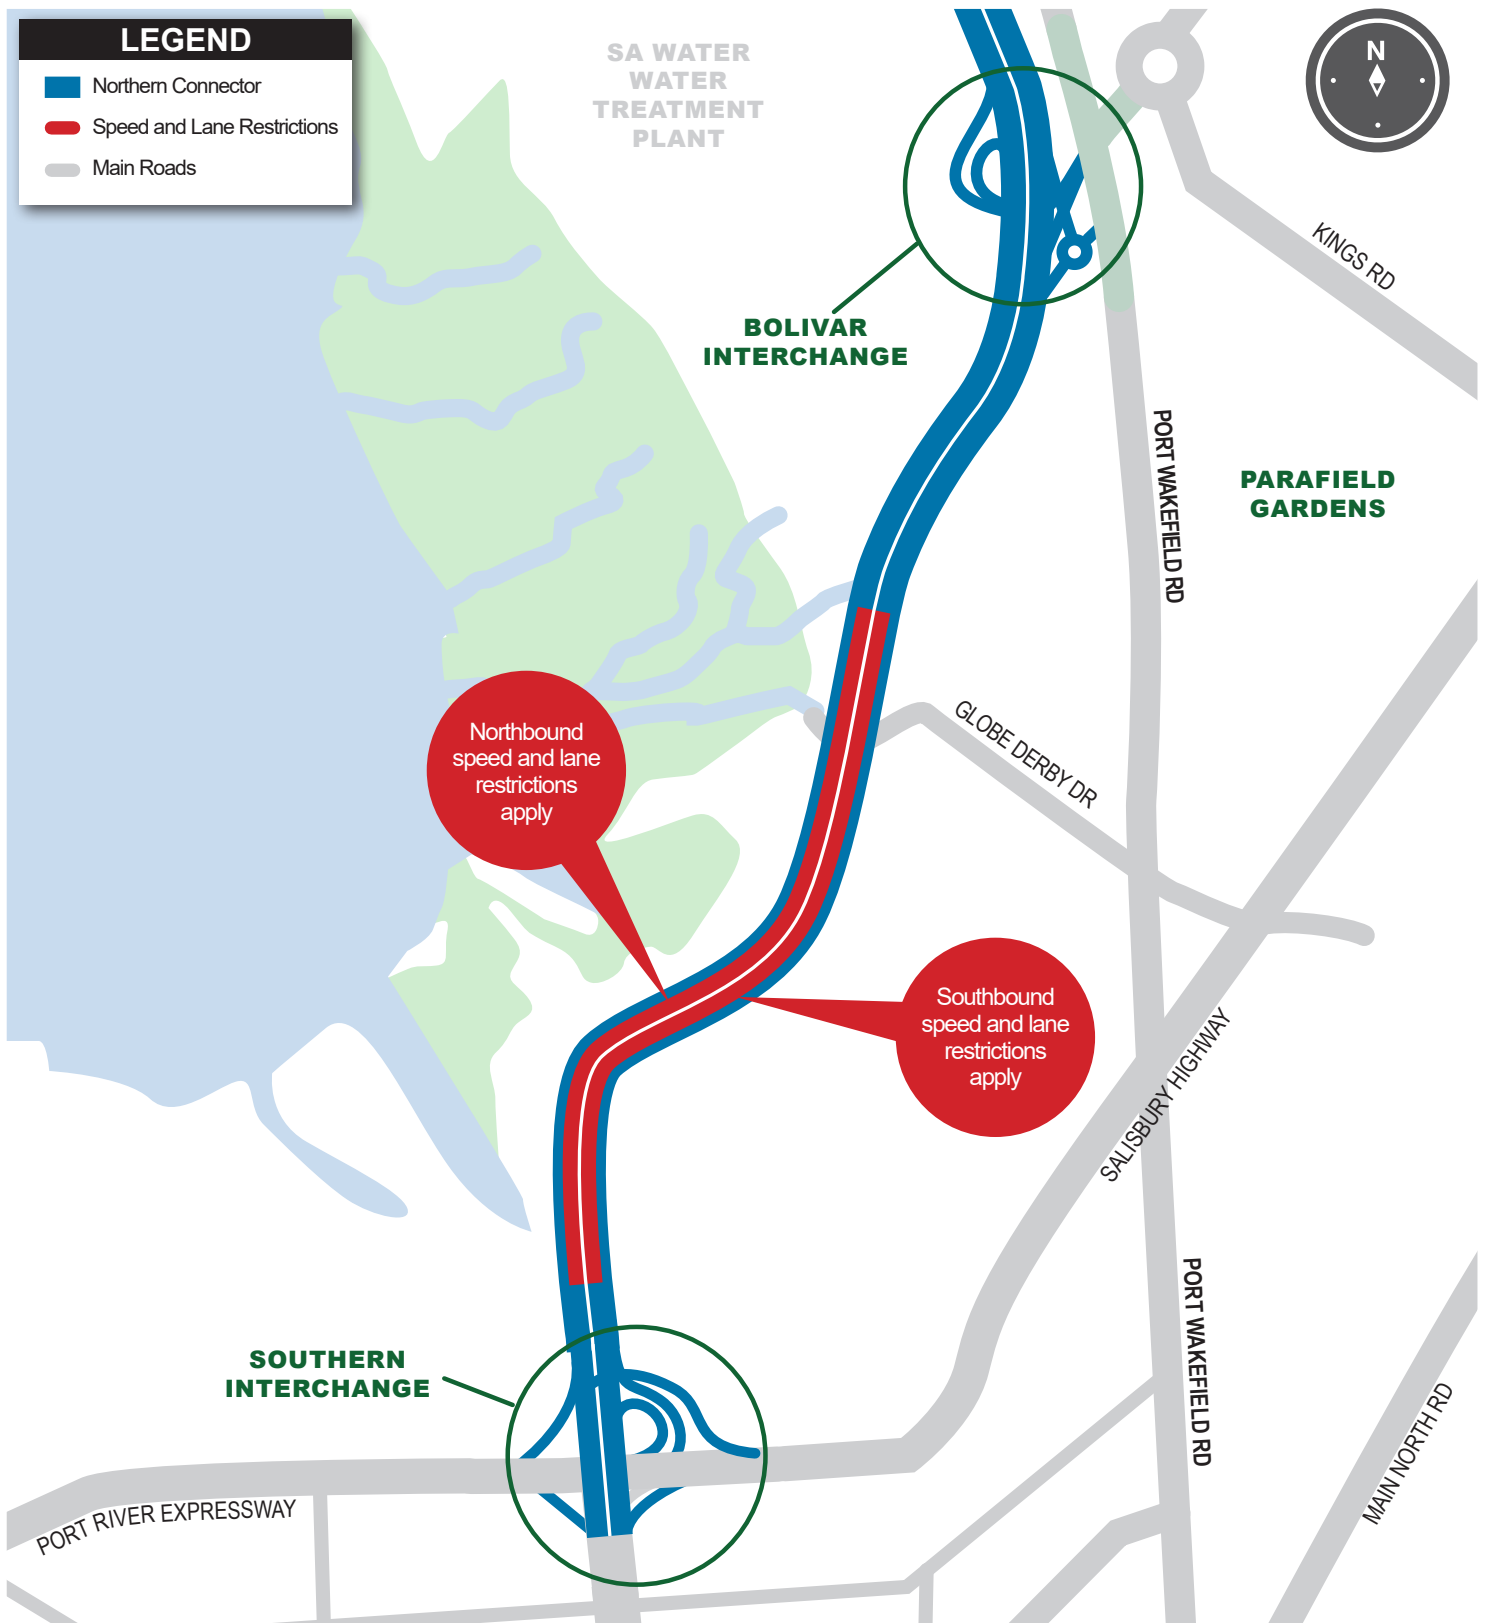 LEGEND
Northern Connector
Speed and Lane Restrictions
Main Roads
SA WATER
WATER
TREATMENT
PLANT
N
KINGS RD
BOLIVAR
INTERCHANGE
PORT WAKEFIELD RD
PARAFIELD
GARDENS
Northbound
speed and lane
restrictions
apply
GLOBE DERBY DR
Southbound
speed and lane
restrictions
apply
SALISBURY HIGHWAY
PORT WAKEFIELD RD
SOUTHERN
INTERCHANGE
MAIN NORTH RD
PORT RIVER EXPRESSWAY